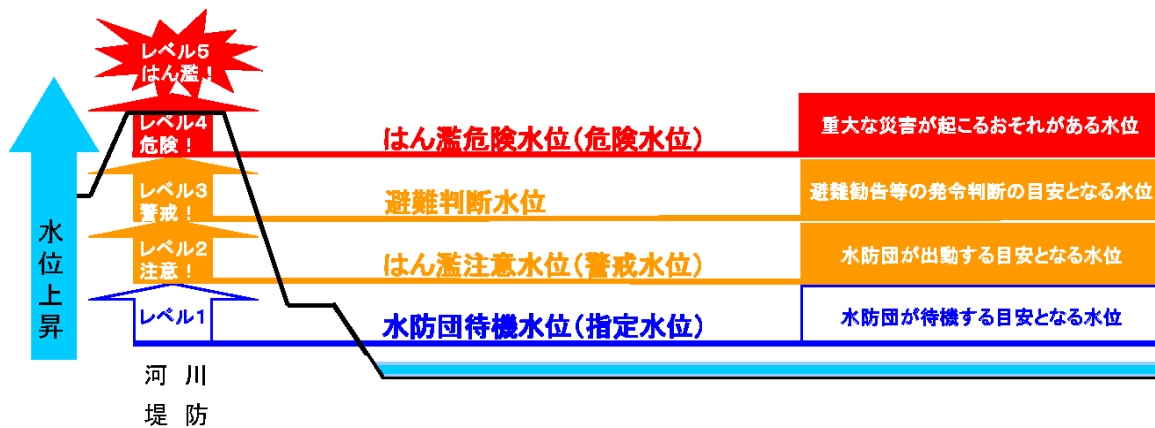 レベル5
はん濫！
レベル4
危険！
はん濫危険水位(危険水位)
重大な災害が起こるおそれがある水位
レベル3
警戒！
避難判断水位
避難勧告等の発令判断の目安となる水位
レベル2
注意！
はん濫注意水位(警戒水位)
水防団が出動する目安となる水位
レベル1
水防団待機水位(指定水位)
水防団が待機する目安となる水位
水位上昇
河川
堤防